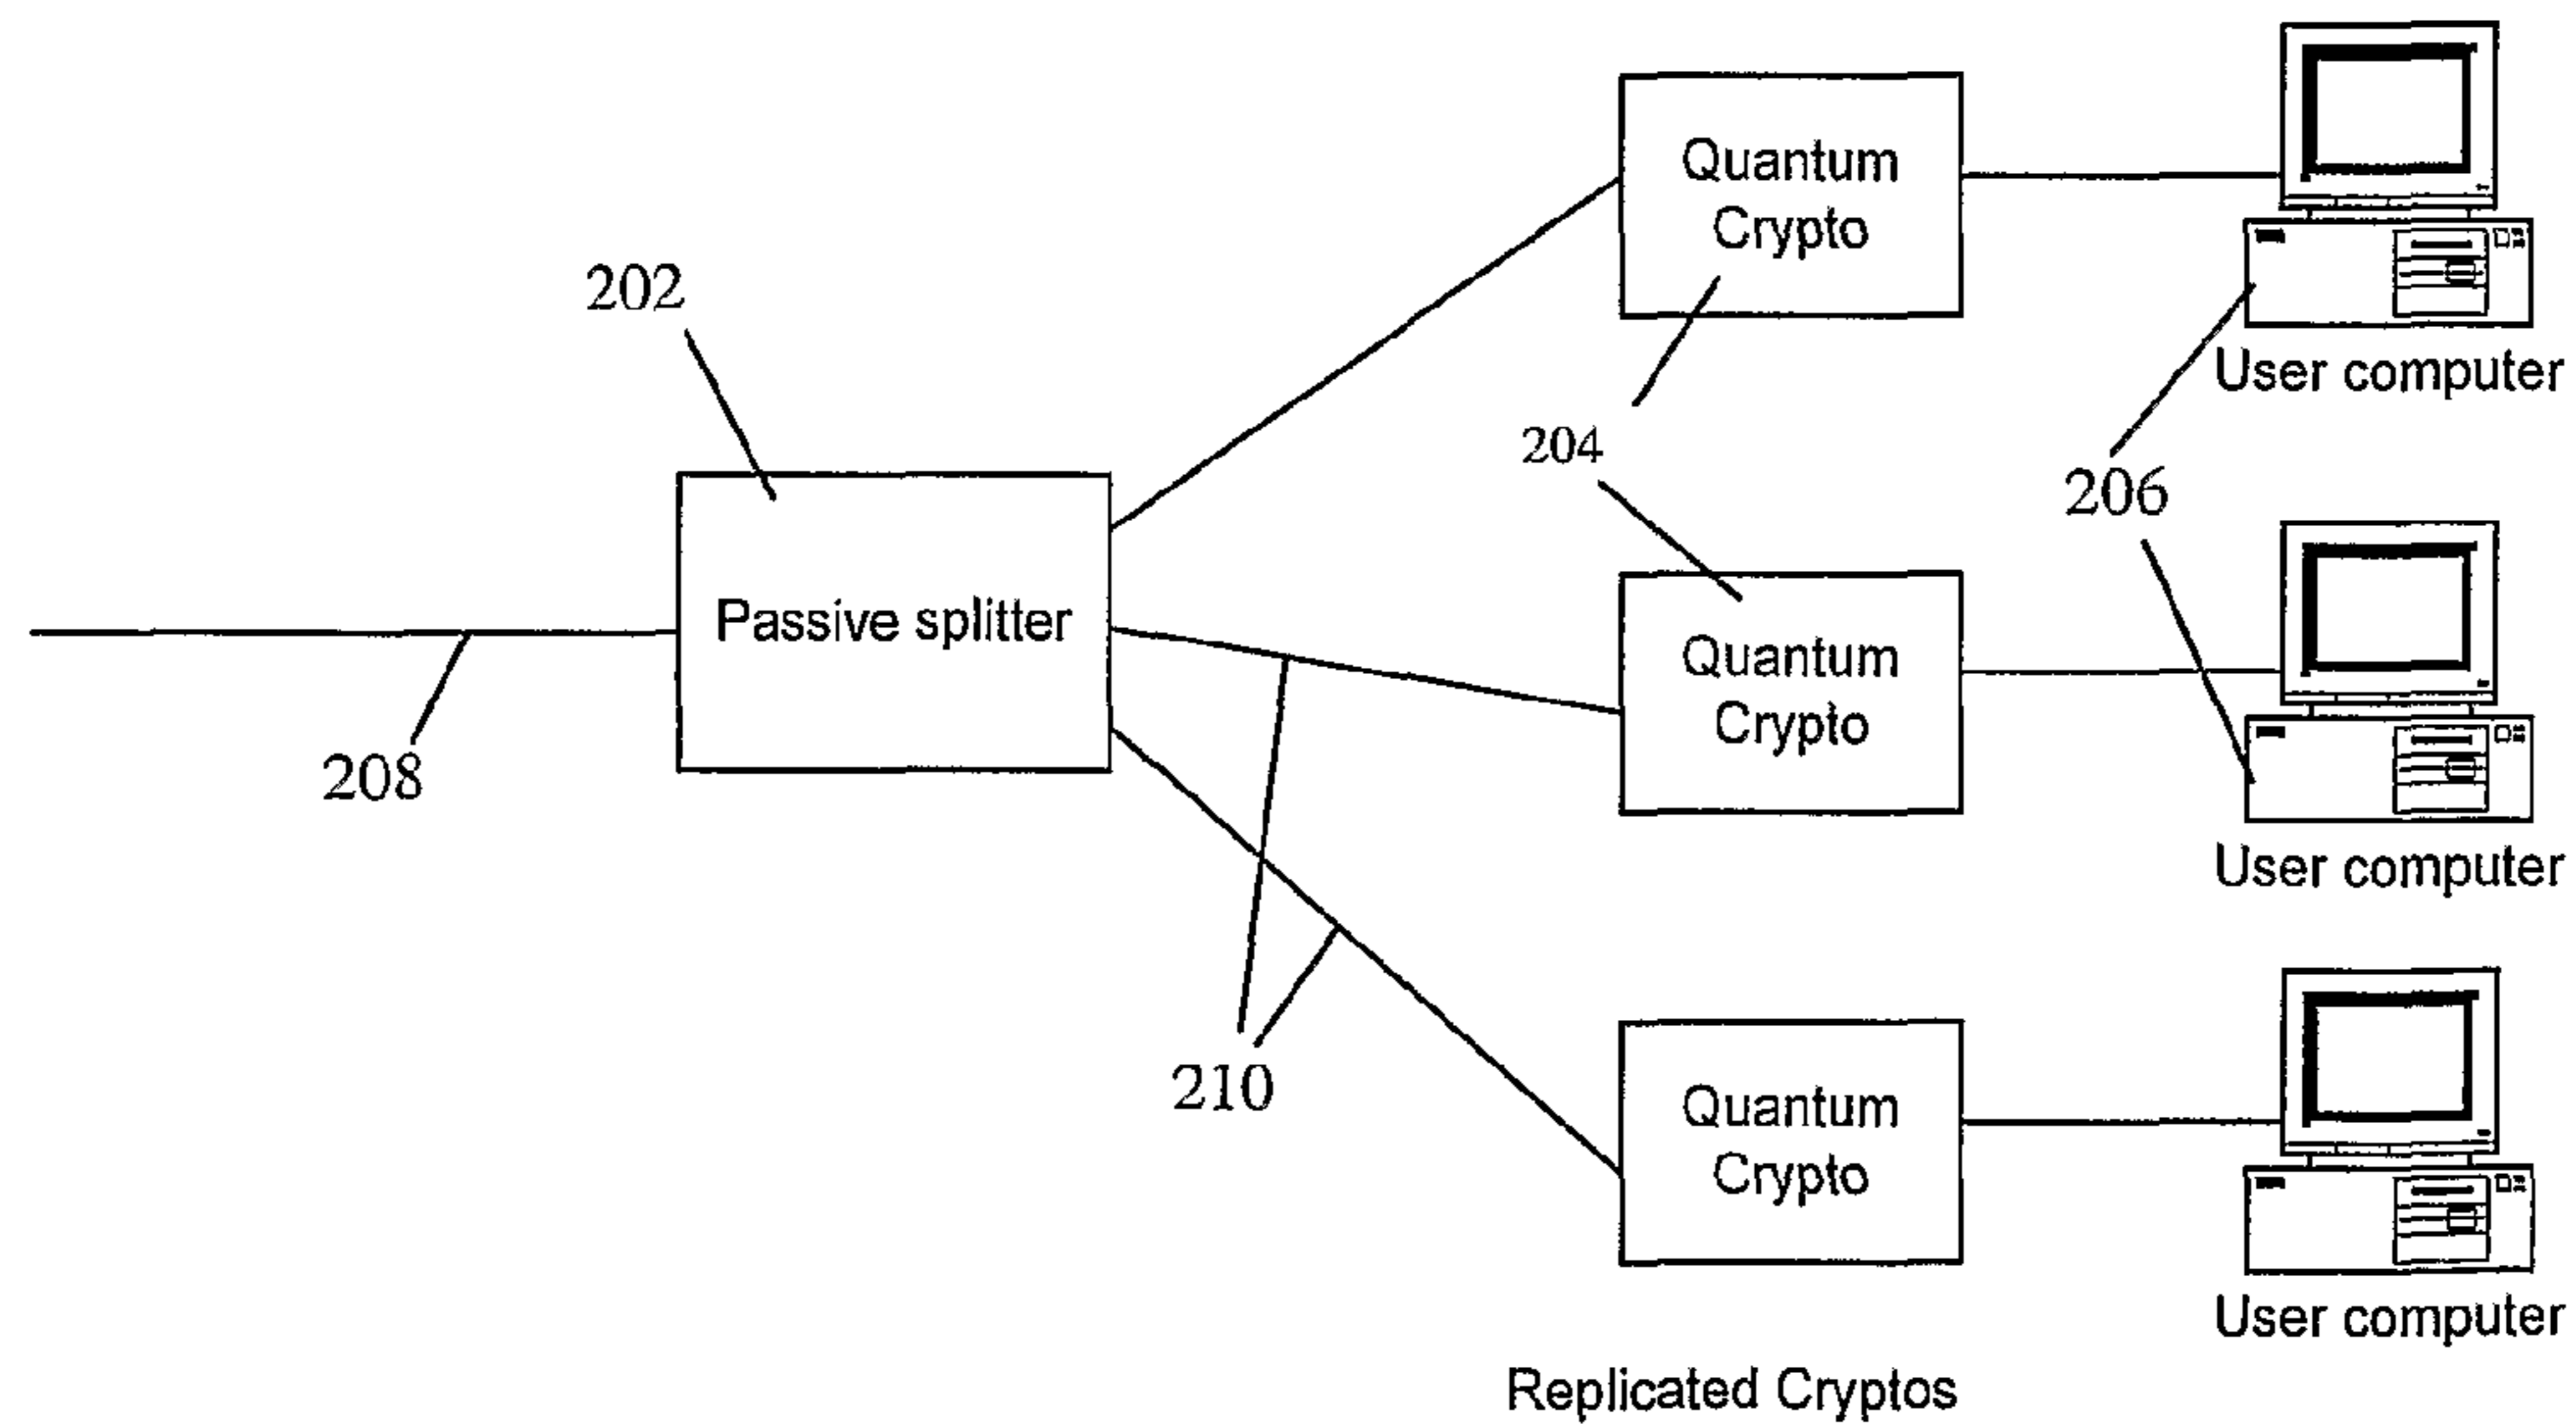 Quantum
Crypto
202
User computer
204
206
Passive splitter
Quantum
Crypto
208
User computer
210
Quantum
Crypto
User computer
Replicated Cryptos